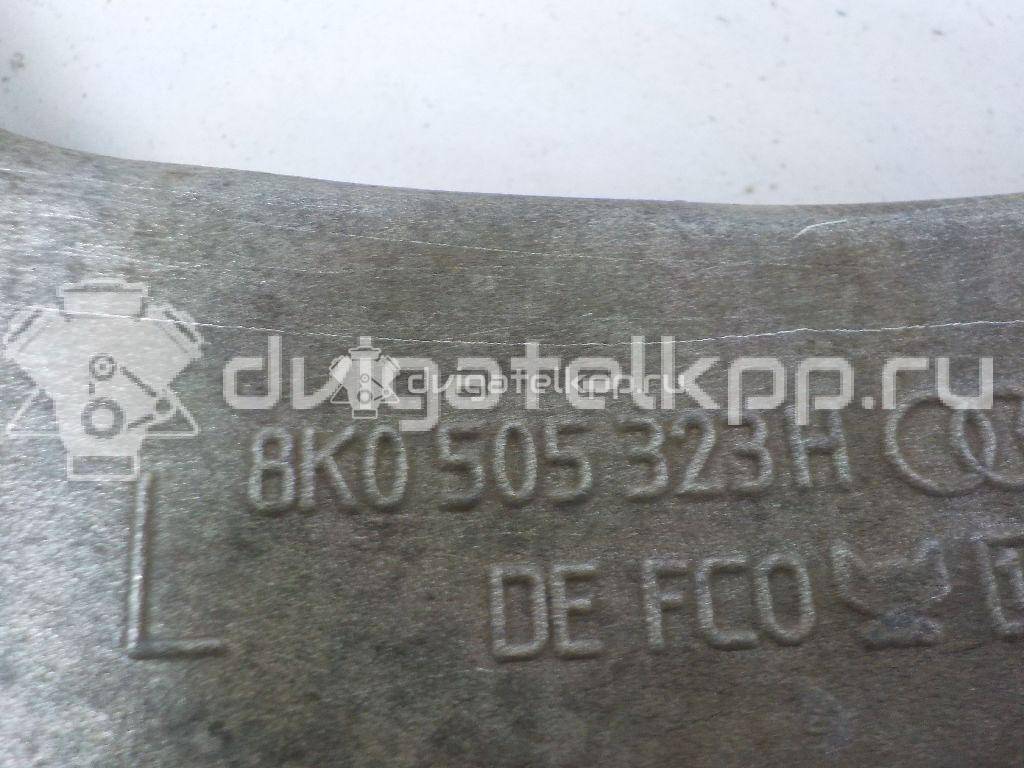 dvigatelkpp.ru
dvigatelkpp.ru
8K0 505 323 H
L
DE FCO